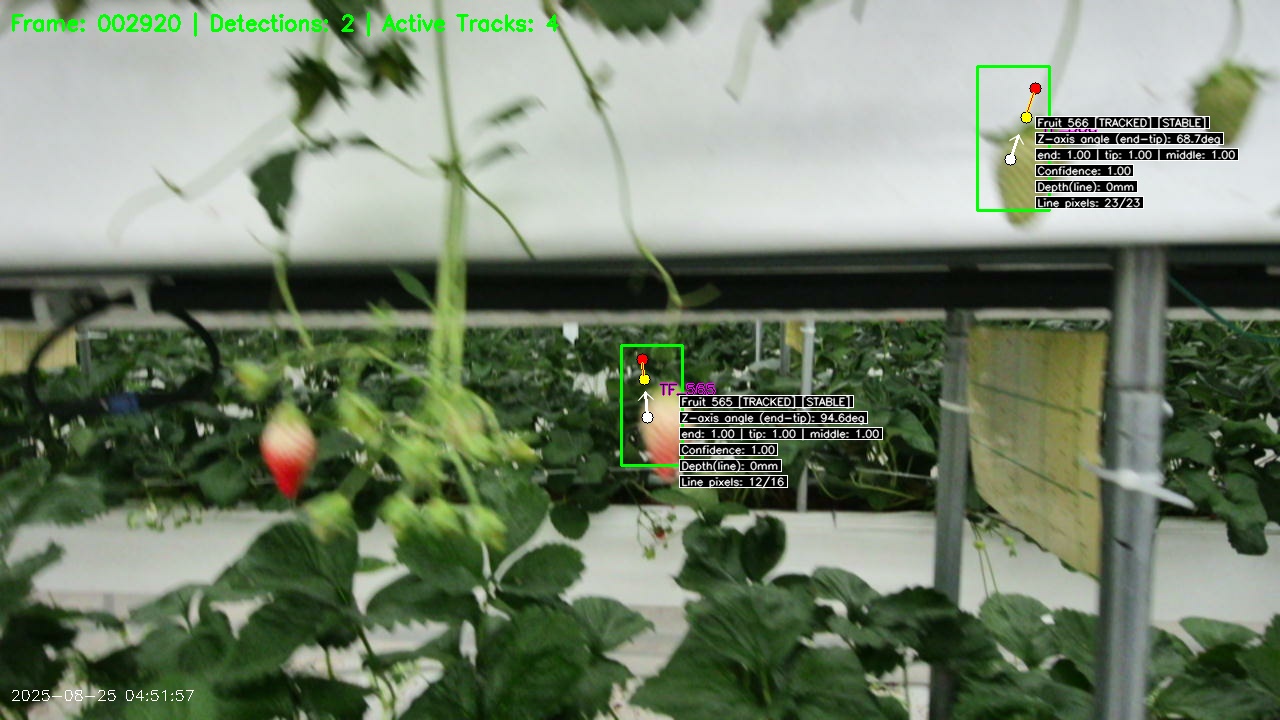 Frame: 002920 | Detections: 2 | Active Tracks: 4
Fruit 566 [TRACKED] [STABLE]
Z-axis angle (end-tip): 68.7deg
end: 1.00 | tip: 1.00 | middle: 1.00
Confidence: 1.00
Depth(line): 0mm
Line pixels: 23/23
TF_565
Fruit 565 [TRACKED] [STABLE]
Z-axis angle (end-tip): 94.6deg
end: 1.00 | tip: 1.00 | middle: 1.00
Confidence: 1.00
Depth(line): 0mm
Line pixels: 12/16
2025-08-25 04:51:57